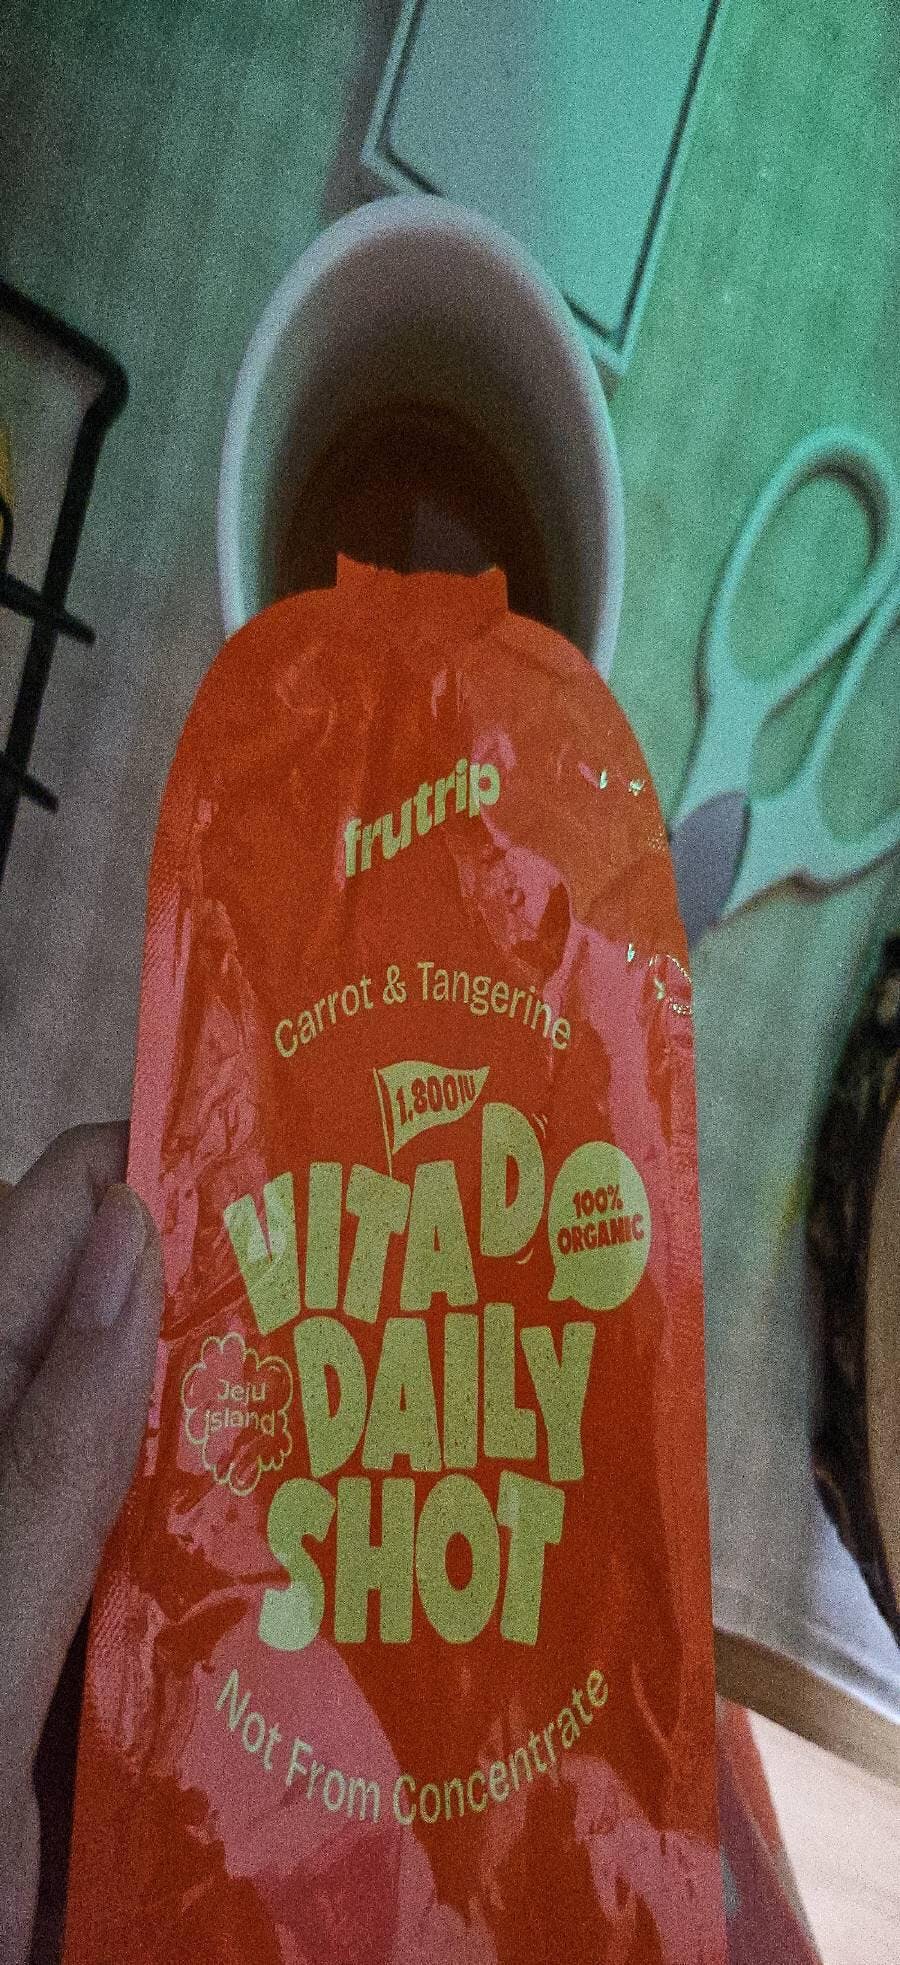 frutrip
Carrot & Tangerine
1.800IU
VITA D
100%
ORGANIC
DAILY
Jeju
island
SHOT
Not From Concentrate